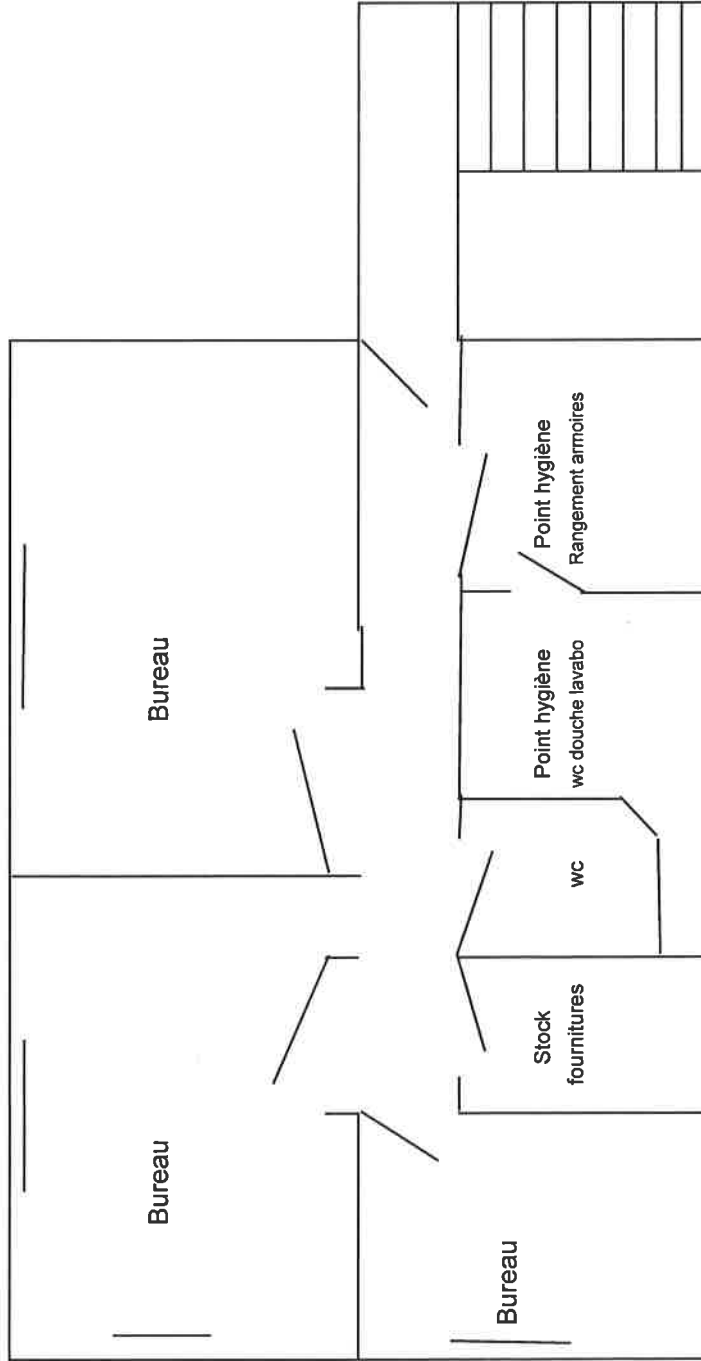 Bureau
Bureau
Bureau
Stock
fournitures
wc
Point hygiène
wc douche lavabo
Point hygiène
Rangement armoires